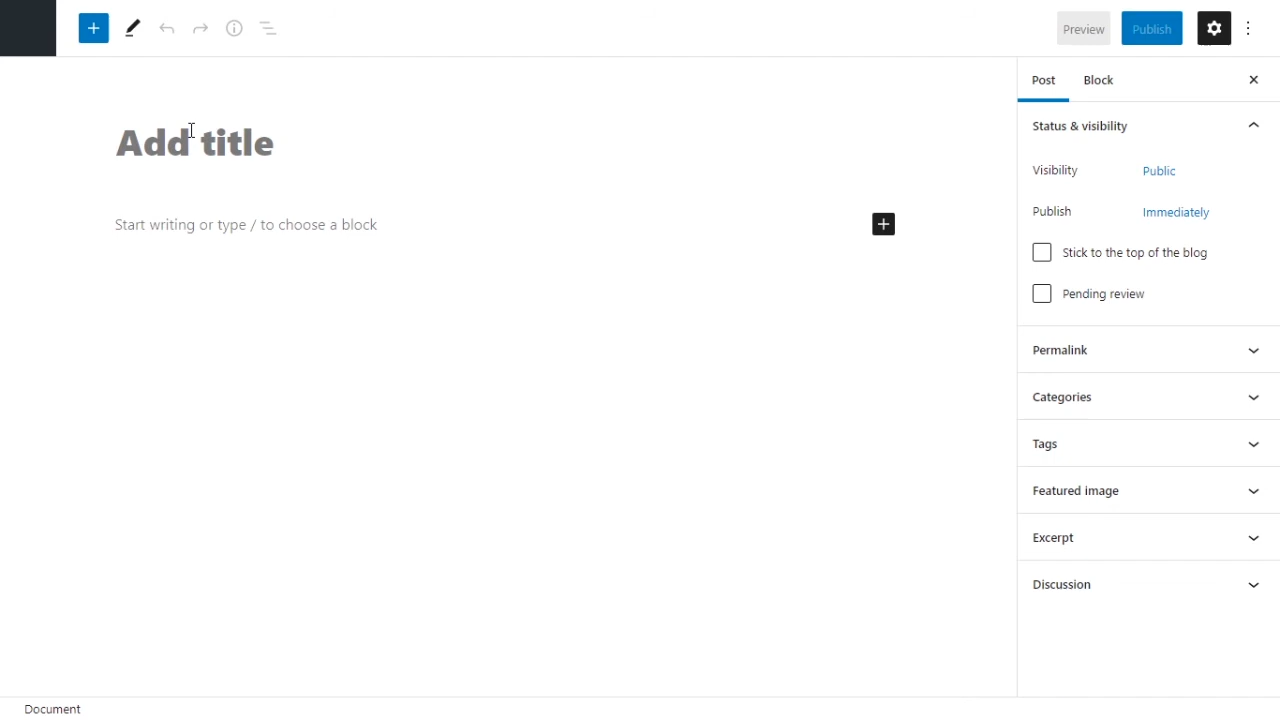 Preview
Publish
Post
Block
Add title
Status & visibility
Visibility
Public
Start writing or type / to choose a block
Publish
Immediately
Stick to the top of the blog
Pending review
Permalink
Categories
Tags
Featured image
Excerpt
Discussion
Document